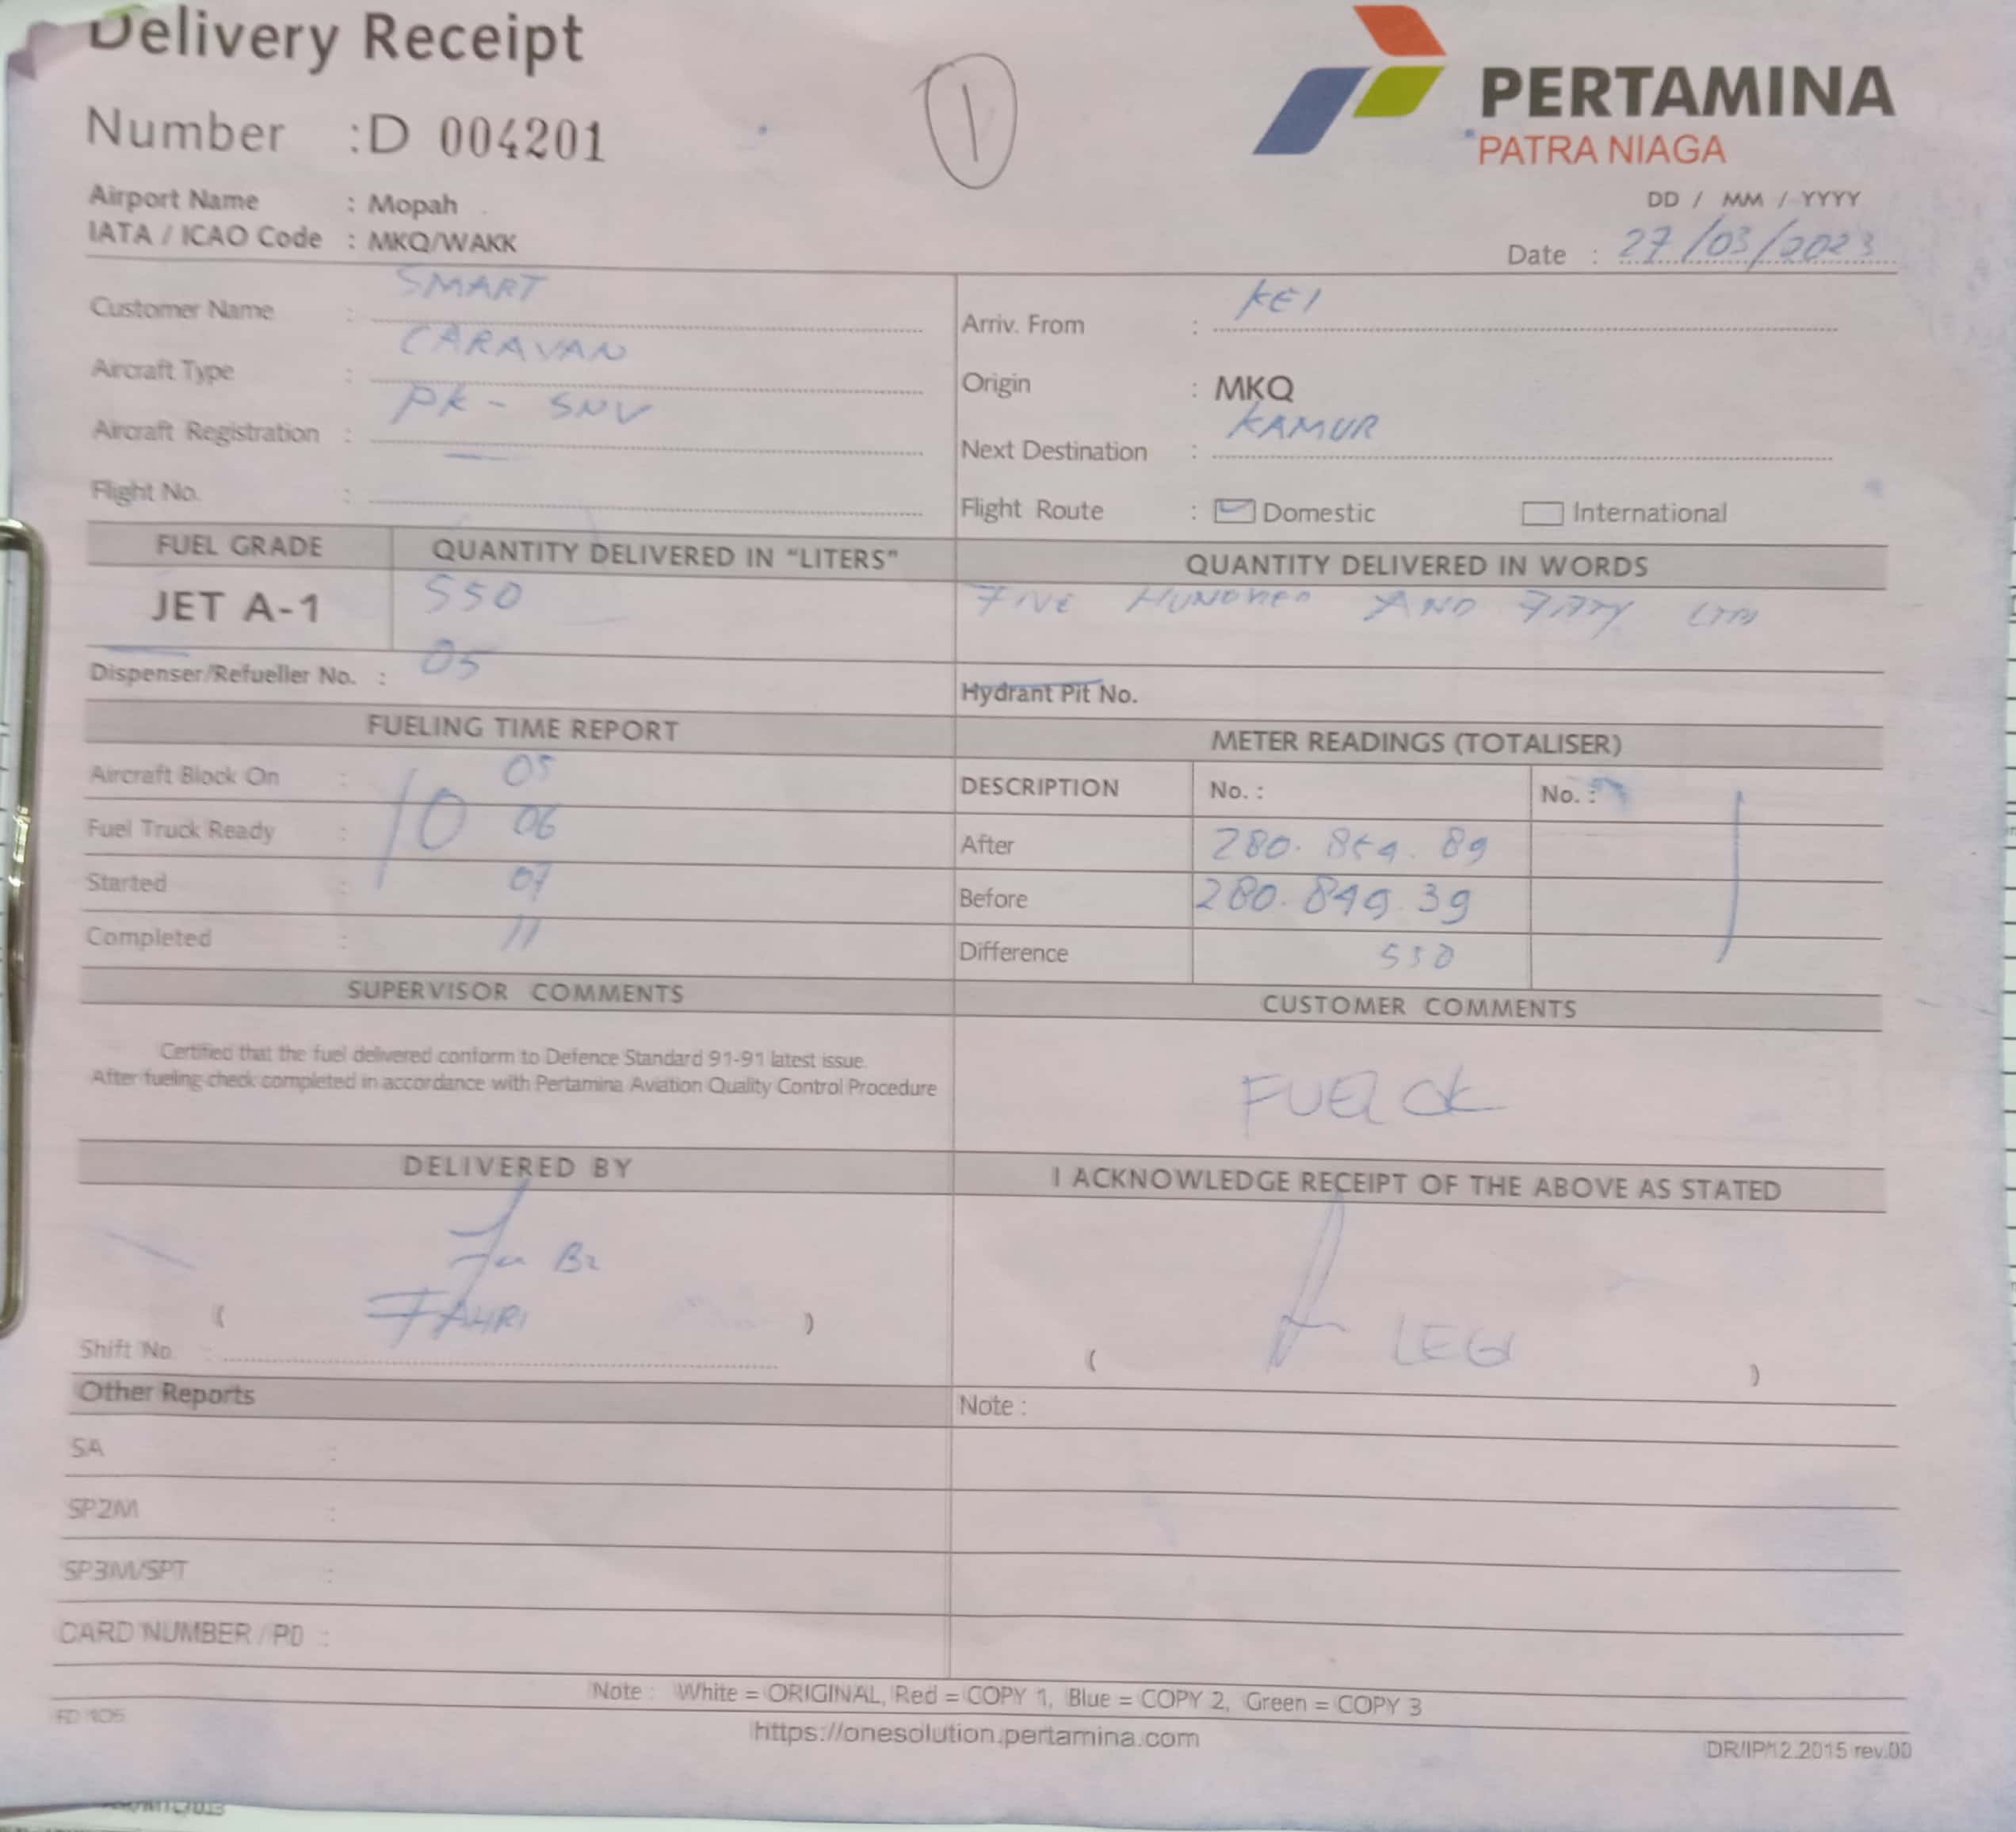 Delivery Receipt
1
PERTAMINA
PATRA NIAGA
Number : D 004201
Airport Name : Mopah
IATA / ICAO Code : MKQ/WAKK
DD / MM / YYYY
Date : 27/03/2023
Customer Name : SMART
Aircraft Type : CARAVAN
Aircraft Registration : PK - SNV
Flight No. :
Arriv. From : KEI
Origin : MKQ
Next Destination : KAMUR
Flight Route : Domestic International
FUEL GRADE QUANTITY DELIVERED IN "LITERS" QUANTITY DELIVERED IN WORDS
JET A-1 550 FIVE HUNDRED AND FIFTY
Dispenser/Refueller No. : 05 Hydrant Pit No.
FUELING TIME REPORT
Aircraft Block On : 05
Fuel Truck Ready : 10 06
Started : 07
Completed : 11
METER READINGS (TOTALISER)
DESCRIPTION No. : No. :
After 280.854.89
Before 280.849.39
Difference 550
SUPERVISOR COMMENTS
Certified that the fuel delivered conform to Defence Standard 91-91 latest issue.
After fueling check completed in accordance with Pertamina Aviation Quality Control Procedure
CUSTOMER COMMENTS
FUEL OK
DELIVERED BY
( FAHRI )
Shift No. :
I ACKNOWLEDGE RECEIPT OF THE ABOVE AS STATED
( )
Other Reports
SA :
SP2M :
SP3M/SPT :
CARD NUMBER / PO :
Note :
Note : White = ORIGINAL, Red = COPY 1, Blue = COPY 2, Green = COPY 3
FD 105
https://onesolution.pertamina.com
DR/IP/12.2015 rev.00